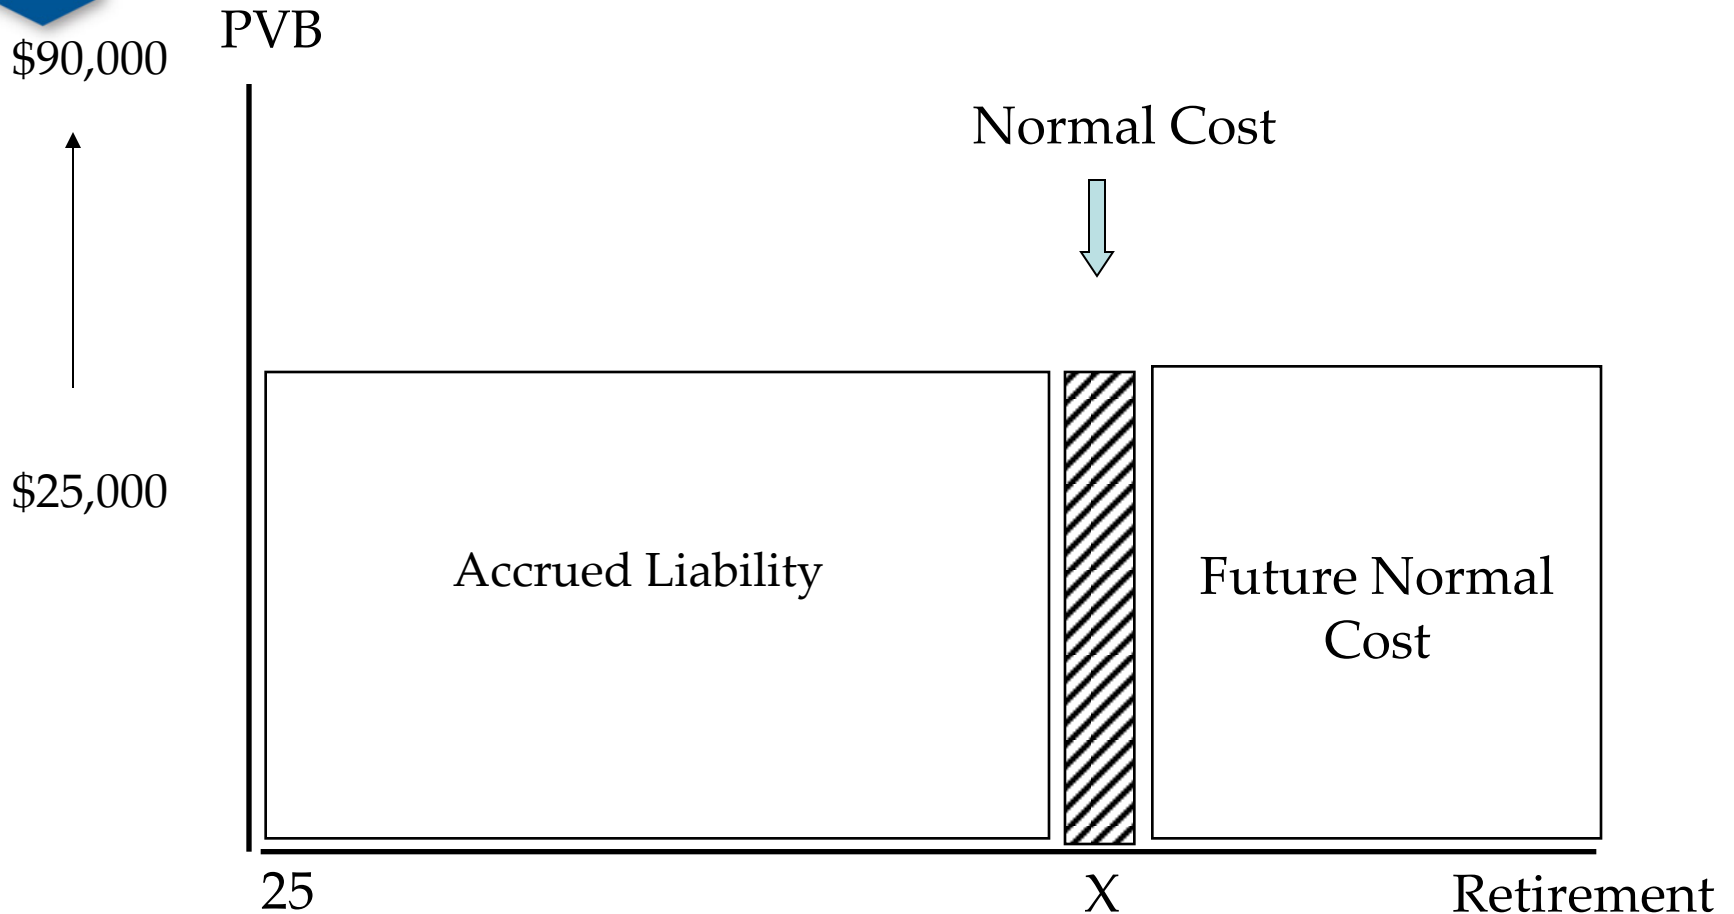 PVB
$90,000
Normal Cost
$25,000
Accrued Liability
Future Normal
Cost
25
X
Retirement